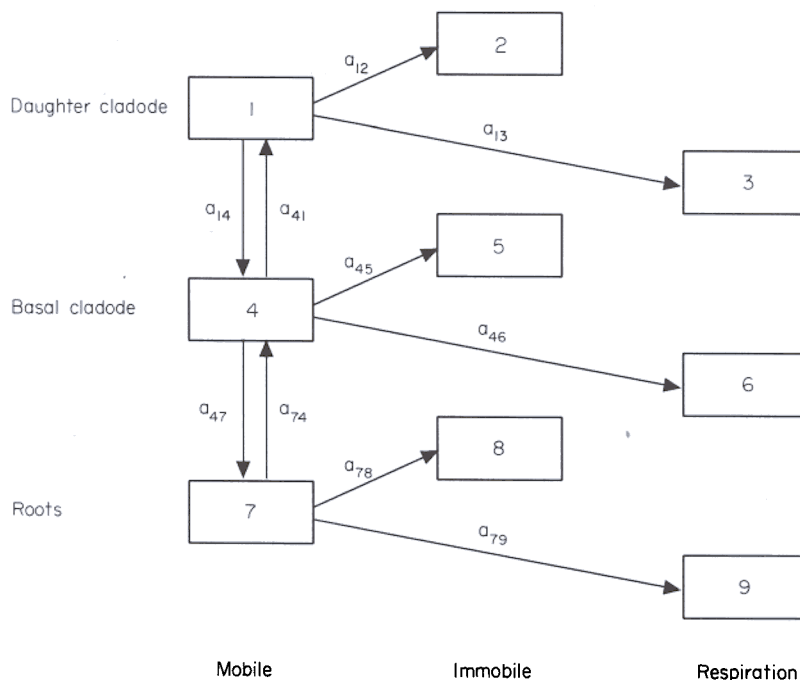 2
a12
Daughter cladode
1
a13
3
a14
a41
5
a45
Basal cladode
4
a46
6
a47
a74
8
a78
Roots
7
a79
9
Mobile Immobile Respiration